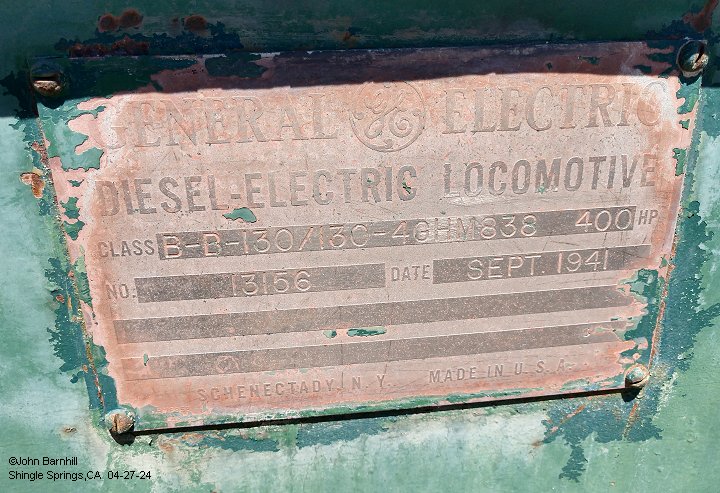 GENERAL GE ELECTRIC
DIESEL-ELECTRIC LOCOMOTIVE
CLASS B-B-130/130-4GHM838 400 HP
NO. 13156 DATE SEPT. 1941
SCHENECTADY, N.Y. MADE IN U.S.A.
©John Barnhill
Shingle Springs,CA 04-27-24